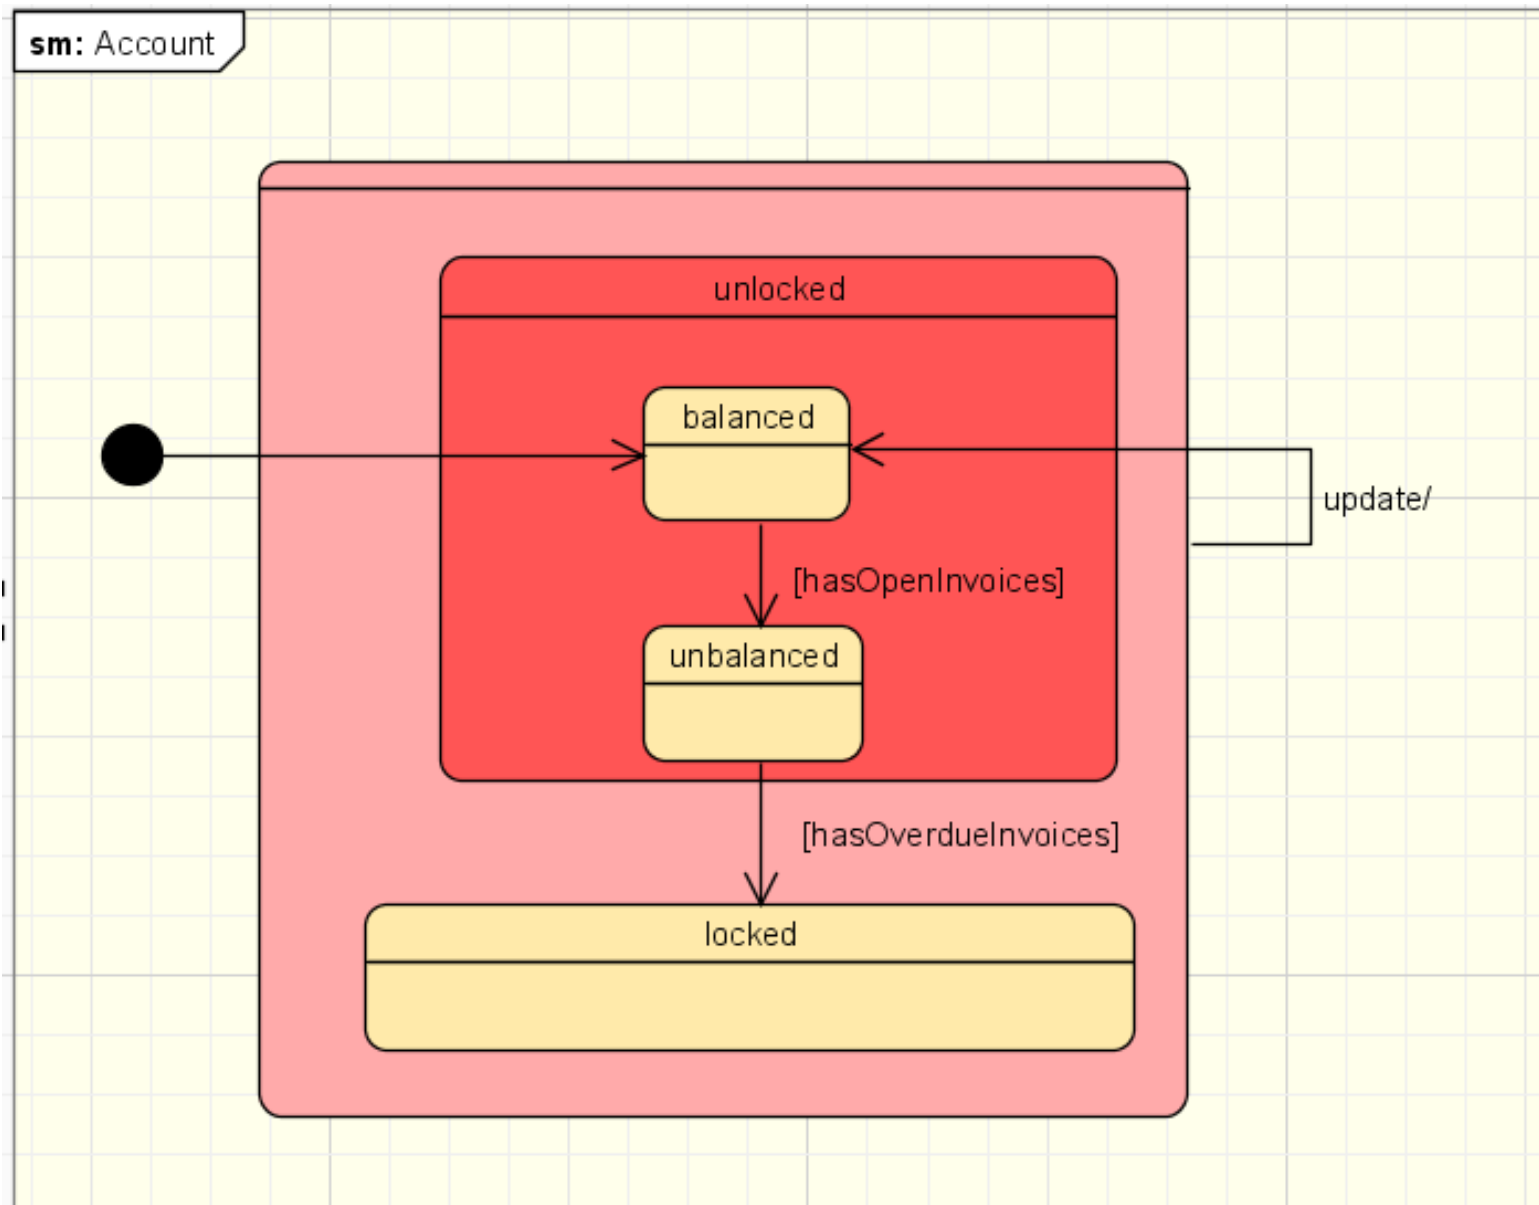 sm: Account
unlocked
balanced
update/
[hasOpenInvoices]
unbalanced
[hasOverdueInvoices]
locked